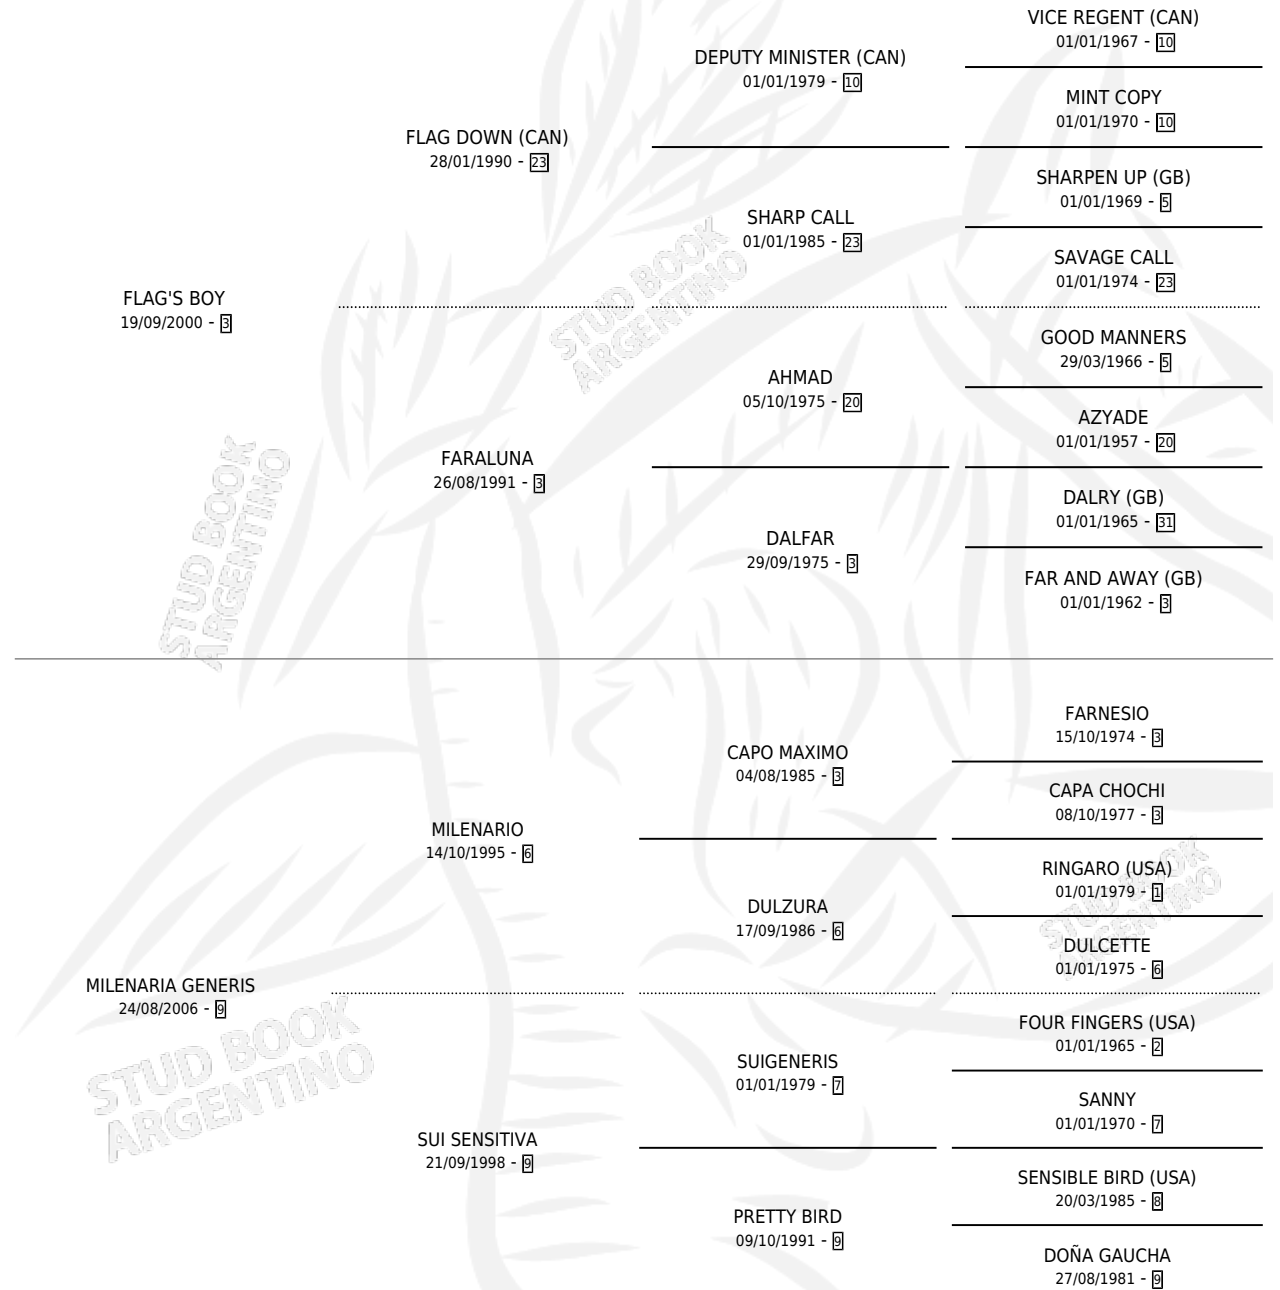 VICE REGENT (CAN)
01/01/1967 - 10
DEPUTY MINISTER (CAN)
01/01/1979 - 10
MINT COPY
01/01/1970 - 10
FLAG DOWN (CAN)
28/01/1990 - 23
SHARPEN UP (GB)
01/01/1969 - 5
SHARP CALL
01/01/1985 - 23
SAVAGE CALL
01/01/1974 - 23
FLAG'S BOY
19/09/2000 - 3
STUD BOOK
ARGENTINO
GOOD MANNERS
29/03/1966 - 5
AHMAD
05/10/1975 - 20
AZYADE
01/01/1957 - 20
FARALUNA
26/08/1991 - 3
DALRY (GB)
01/01/1965 - 31
DALFAR
29/09/1975 - 3
FAR AND AWAY (GB)
01/01/1962 - 3
STUD BOOK
ARGENTINO
FARNESIO
15/10/1974 - 3
CAPO MAXIMO
04/08/1985 - 3
CAPA CHOCHI
08/10/1977 - 3
MILENARIO
14/10/1995 - 6
RINGARO (USA)
01/01/1979 - 1
DULZURA
17/09/1986 - 6
DULCETTE
01/01/1975 - 6
STUD BOOK
ARGENTINO
MILENARIA GENERIS
24/08/2006 - 9
FOUR FINGERS (USA)
01/01/1965 - 2
SUIGENERIS
01/01/1979 - 7
SANNY
01/01/1970 - 7
STUD BOOK
ARGENTINO
SUI SENSITIVA
21/09/1998 - 9
SENSIBLE BIRD (USA)
20/03/1985 - 8
PRETTY BIRD
09/10/1991 - 9
DOÑA GAUCHA
27/08/1981 - 9